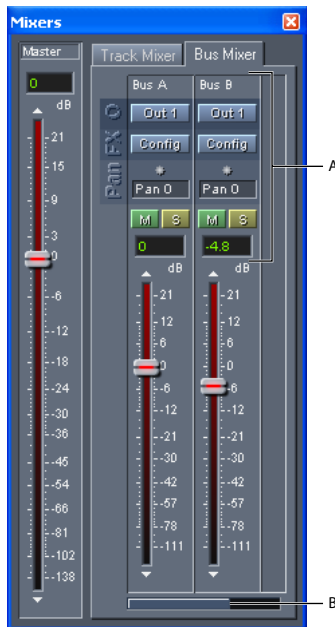 Mixers
Master
Track Mixer
Bus Mixer
0
dB
21
15
9
3
0
-6
-12
-18
-24
-30
-36
-45
-54
-66
-81
-102
-138
Pan FX O
Bus A
Out 1
Config
Pan 0
M S
0
dB
21
12
6
0
-6
-12
-21
-30
-42
-57
-78
-111
Bus B
Out 1
Config
Pan 0
M S
-4.8
dB
21
12
6
0
-6
-12
-21
-30
-42
-57
-78
-111
A
B